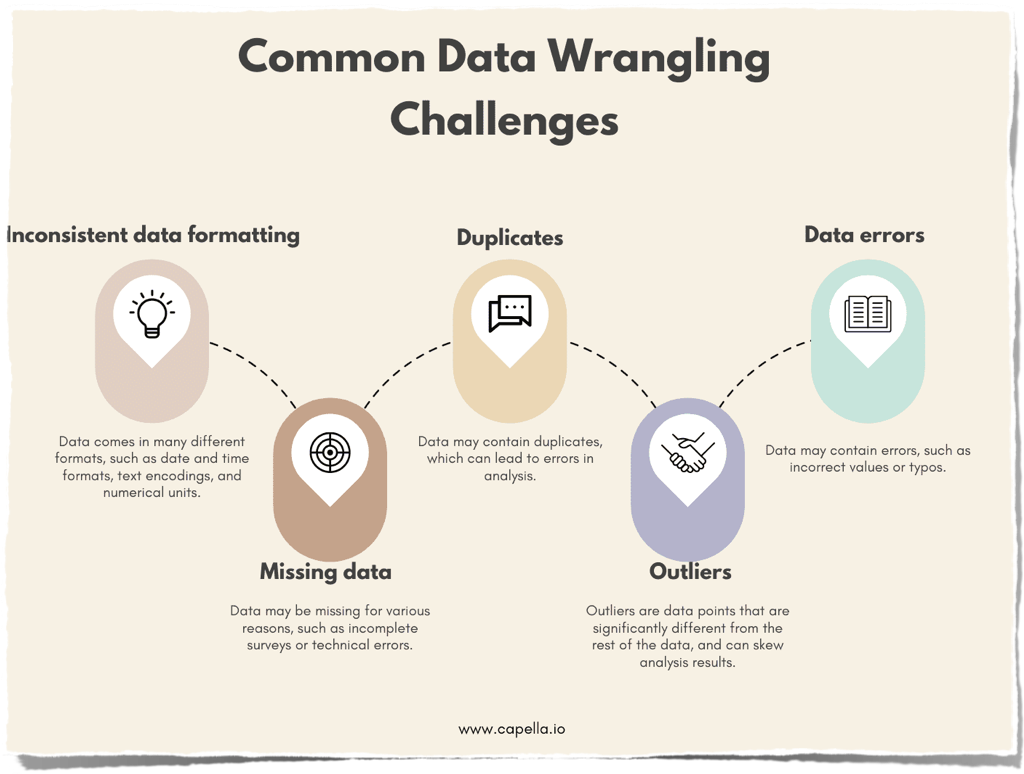 Common Data Wrangling
Challenges
Inconsistent data formatting
Data comes in many different
formats, such as date and time
formats, text encodings, and
numerical units.
Missing data
Data may be missing for various
reasons, such as incomplete
surveys or technical errors.
Duplicates
Data may contain duplicates,
which can lead to errors in
analysis.
Outliers
Outliers are data points that are
significantly different from the
rest of the data, and can skew
analysis results.
Data errors
Data may contain errors, such as
incorrect values or typos.
www.capella.io